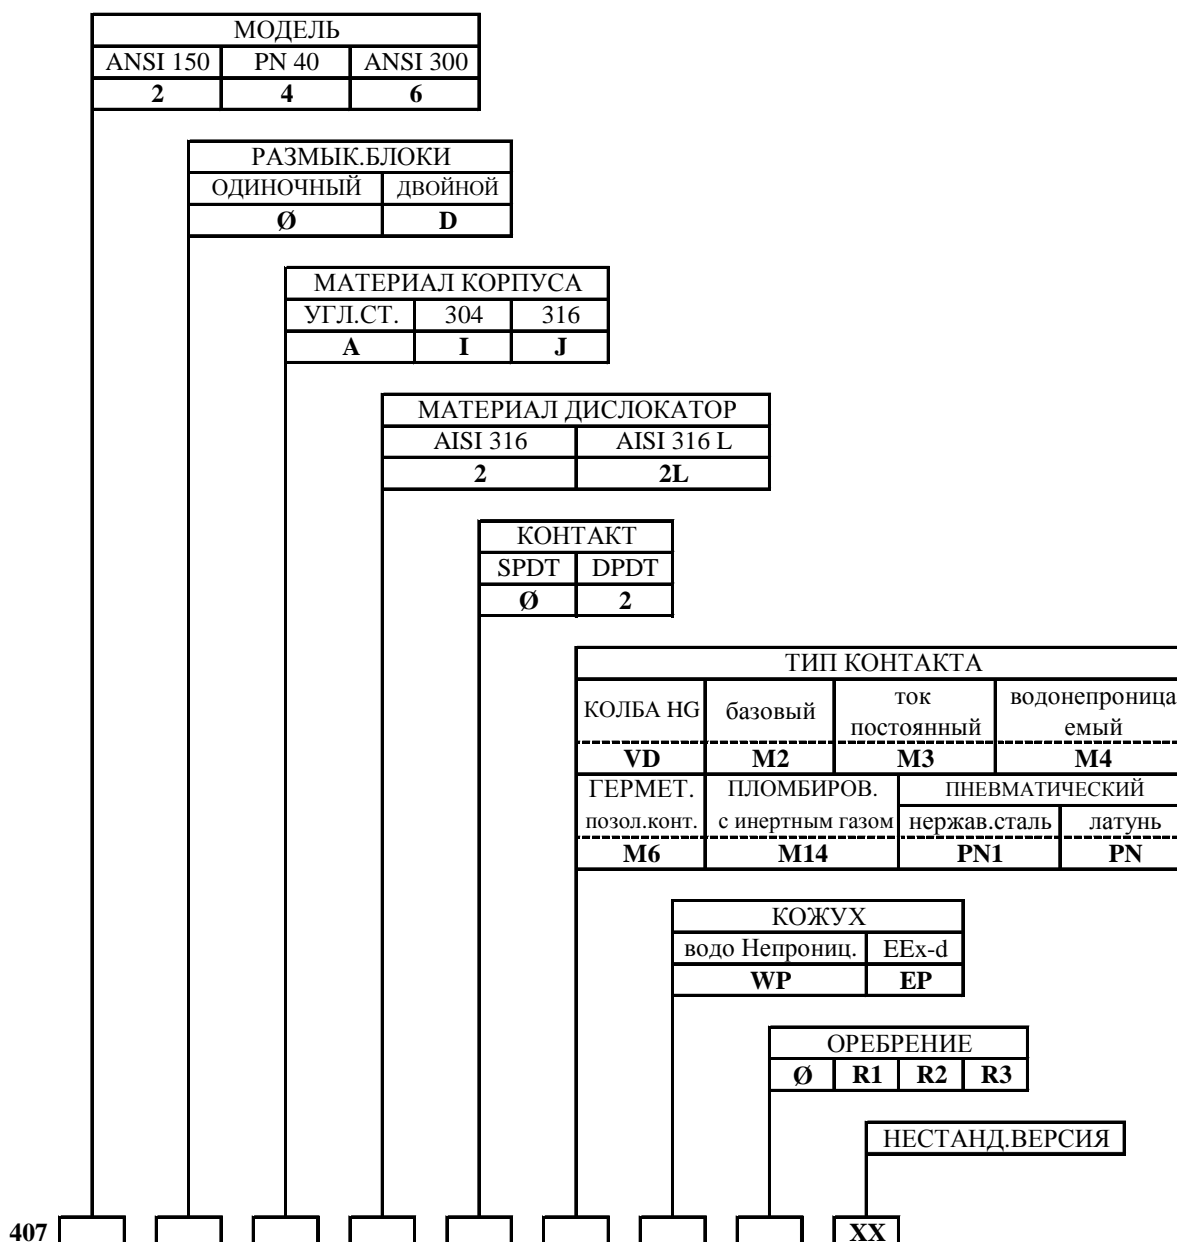 МОДЕЛЬ
ANSI 150 PN 40 ANSI 300
2 4 6
РАЗМЫК.БЛОКИ
ОДИНОЧНЫЙ ДВОЙНОЙ
Ø D
МАТЕРИАЛ КОРПУСА
УГЛ.СТ. 304 316
A I J
МАТЕРИАЛ ДИСЛОКАТОР
AISI 316 AISI 316 L
2 2L
КОНТАКТ
SPDT DPDT
Ø 2
ТИП КОНТАКТА
КОЛБА HG базовый ток постоянный водонепроница
емый
VD M2 M3 M4
ГЕРМЕТ. ПЛОМБИРОВ. ПНЕВМАТИЧЕСКИЙ
позол.конт. с инертным газом нержав.сталь латунь
M6 M14 PN1 PN
КОЖУХ
водо Непрониц. EEx-d
WP EP
ОРЕБРЕНИЕ
Ø R1 R2 R3
НЕСТАНД.ВЕРСИЯ
407 XX